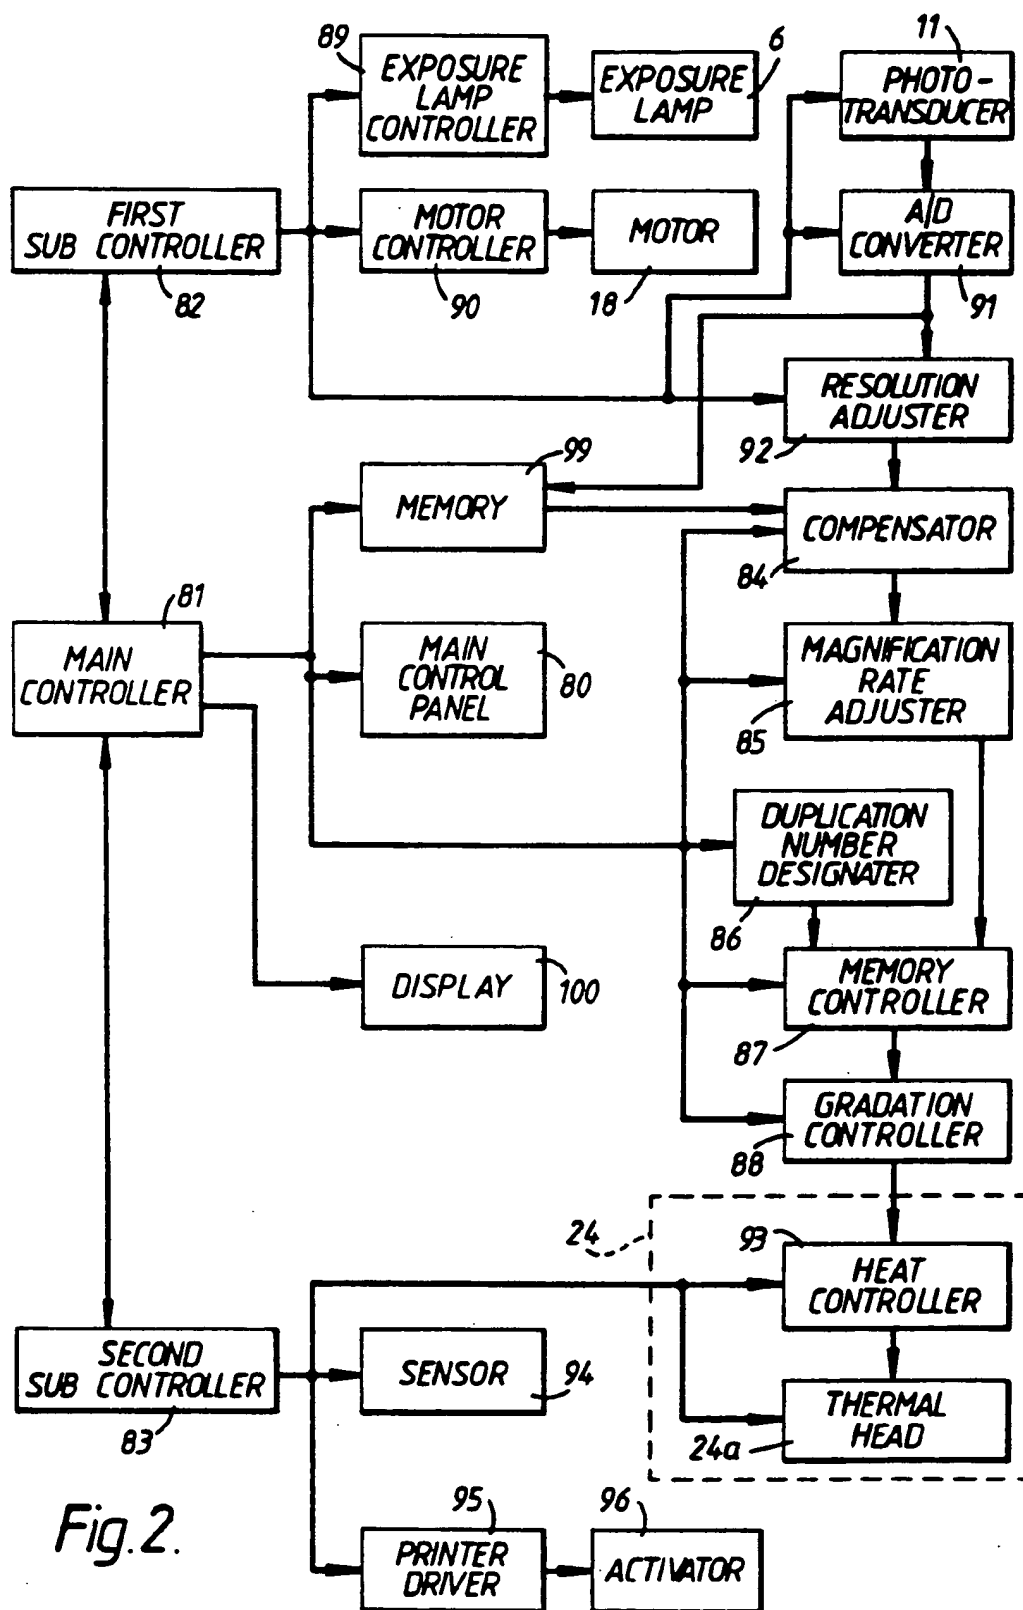 89
EXPOSURE
LAMP
CONTROLLER
6
EXPOSURE
LAMP
11
PHOTO-
TRANSDUCER
FIRST
SUB CONTROLLER
82
MOTOR
CONTROLLER
90
MOTOR
18
A/D
CONVERTER
91
RESOLUTION
ADJUSTER
92
99
MEMORY
COMPENSATOR
84
81
MAIN
CONTROLLER
MAIN
CONTROL
PANEL
80
MAGNIFICATION
RATE
ADJUSTER
85
DUPLICATION
NUMBER
DESIGNATER
86
DISPLAY
100
MEMORY
CONTROLLER
87
GRADATION
CONTROLLER
88
24
93
HEAT
CONTROLLER
SECOND
SUB CONTROLLER
83
SENSOR
94
THERMAL
HEAD
24a
95
PRINTER
DRIVER
96
ACTIVATOR
Fig.2.